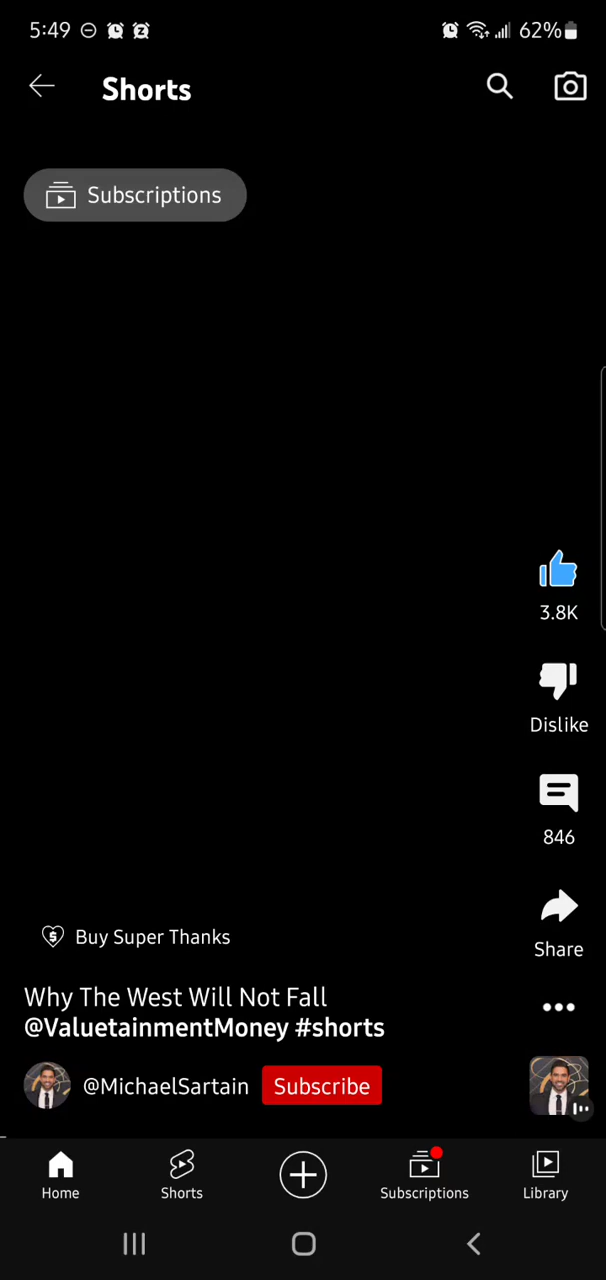 5:49
62%
Shorts
Subscriptions
3.8K
Dislike
846
Share
Buy Super Thanks
Why The West Will Not Fall
@ValuetainmentMoney #shorts
@MichaelSartain
Subscribe
Home
Shorts
Subscriptions
Library